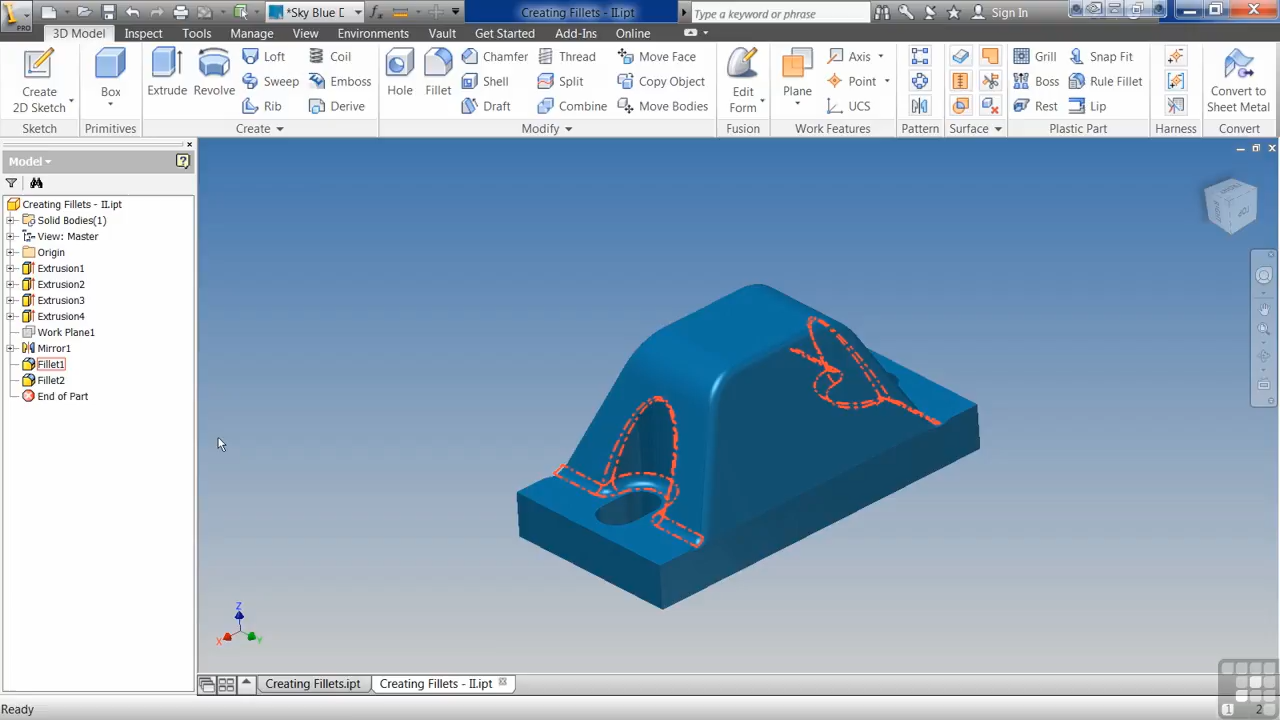 PRO
*Sky Blue D
Creating Fillets - II.ipt
Type a keyword or phrase
Sign In
3D Model Inspect Tools Manage View Environments Vault Get Started Add-Ins Online
Create
2D Sketch
Box
Extrude
Revolve
Loft
Sweep
Rib
Coil
Emboss
Derive
Hole
Fillet
Chamfer
Shell
Draft
Thread
Split
Combine
Move Face
Copy Object
Move Bodies
Edit
Form
Plane
Axis
Point
UCS
Grill
Boss
Rest
Snap Fit
Rule Fillet
Lip
Convert to
Sheet Metal
Sketch Primitives Create Modify Fusion Work Features Pattern Surface Plastic Part Harness Convert
Model
Creating Fillets - II.ipt
Solid Bodies(1)
View: Master
Origin
Extrusion1
Extrusion2
Extrusion3
Extrusion4
Work Plane1
Mirror1
Fillet1
Fillet2
End of Part
Z
X
Y
Creating Fillets.ipt Creating Fillets - II.ipt
Ready
1 2